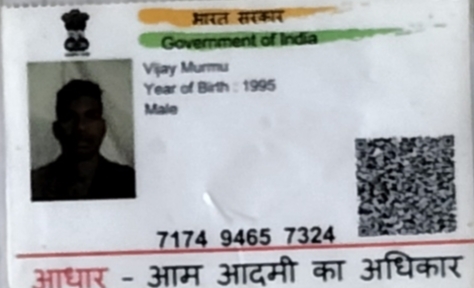 भारत सरकार
Government of India
Vijay Murmu
Year of Birth : 1995
Male
7174 9465 7324
आधार - आम आदमी का अधिकार